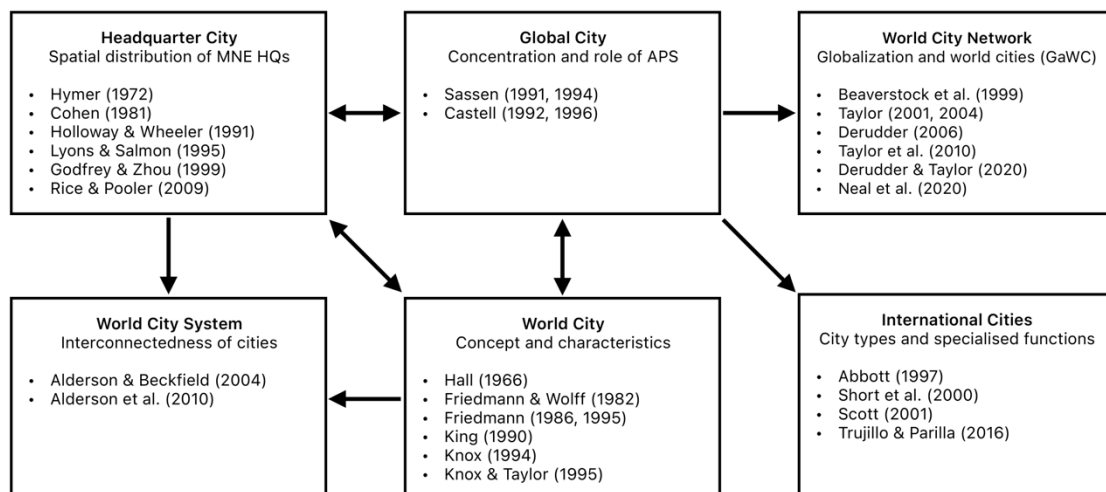 Headquarter City
Spatial distribution of MNE HQs
• Hymer (1972)
• Cohen (1981)
• Holloway & Wheeler (1991)
• Lyons & Salmon (1995)
• Godfrey & Zhou (1999)
• Rice & Pooler (2009)
Global City
Concentration and role of APS
• Sassen (1991, 1994)
• Castell (1992, 1996)
World City Network
Globalization and world cities (GaWC)
• Beaverstock et al. (1999)
• Taylor (2001, 2004)
• Derudder (2006)
• Taylor et al. (2010)
• Derudder & Taylor (2020)
• Neal et al. (2020)
World City System
Interconnectedness of cities
• Alderson & Beckfield (2004)
• Alderson et al. (2010)
World City
Concept and characteristics
• Hall (1966)
• Friedmann & Wolff (1982)
• Friedmann (1986, 1995)
• King (1990)
• Knox (1994)
• Knox & Taylor (1995)
International Cities
City types and specialised functions
• Abbott (1997)
• Short et al. (2000)
• Scott (2001)
• Trujillo & Parilla (2016)